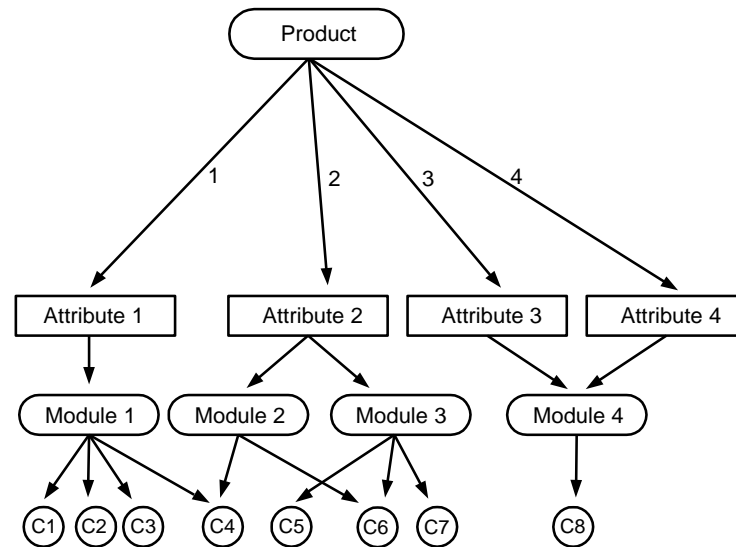 Product
1
2
3
4
Attribute 1
Attribute 2
Attribute 3
Attribute 4
Module 1
Module 2
Module 3
Module 4
C1
C2
C3
C4
C5
C6
C7
C8